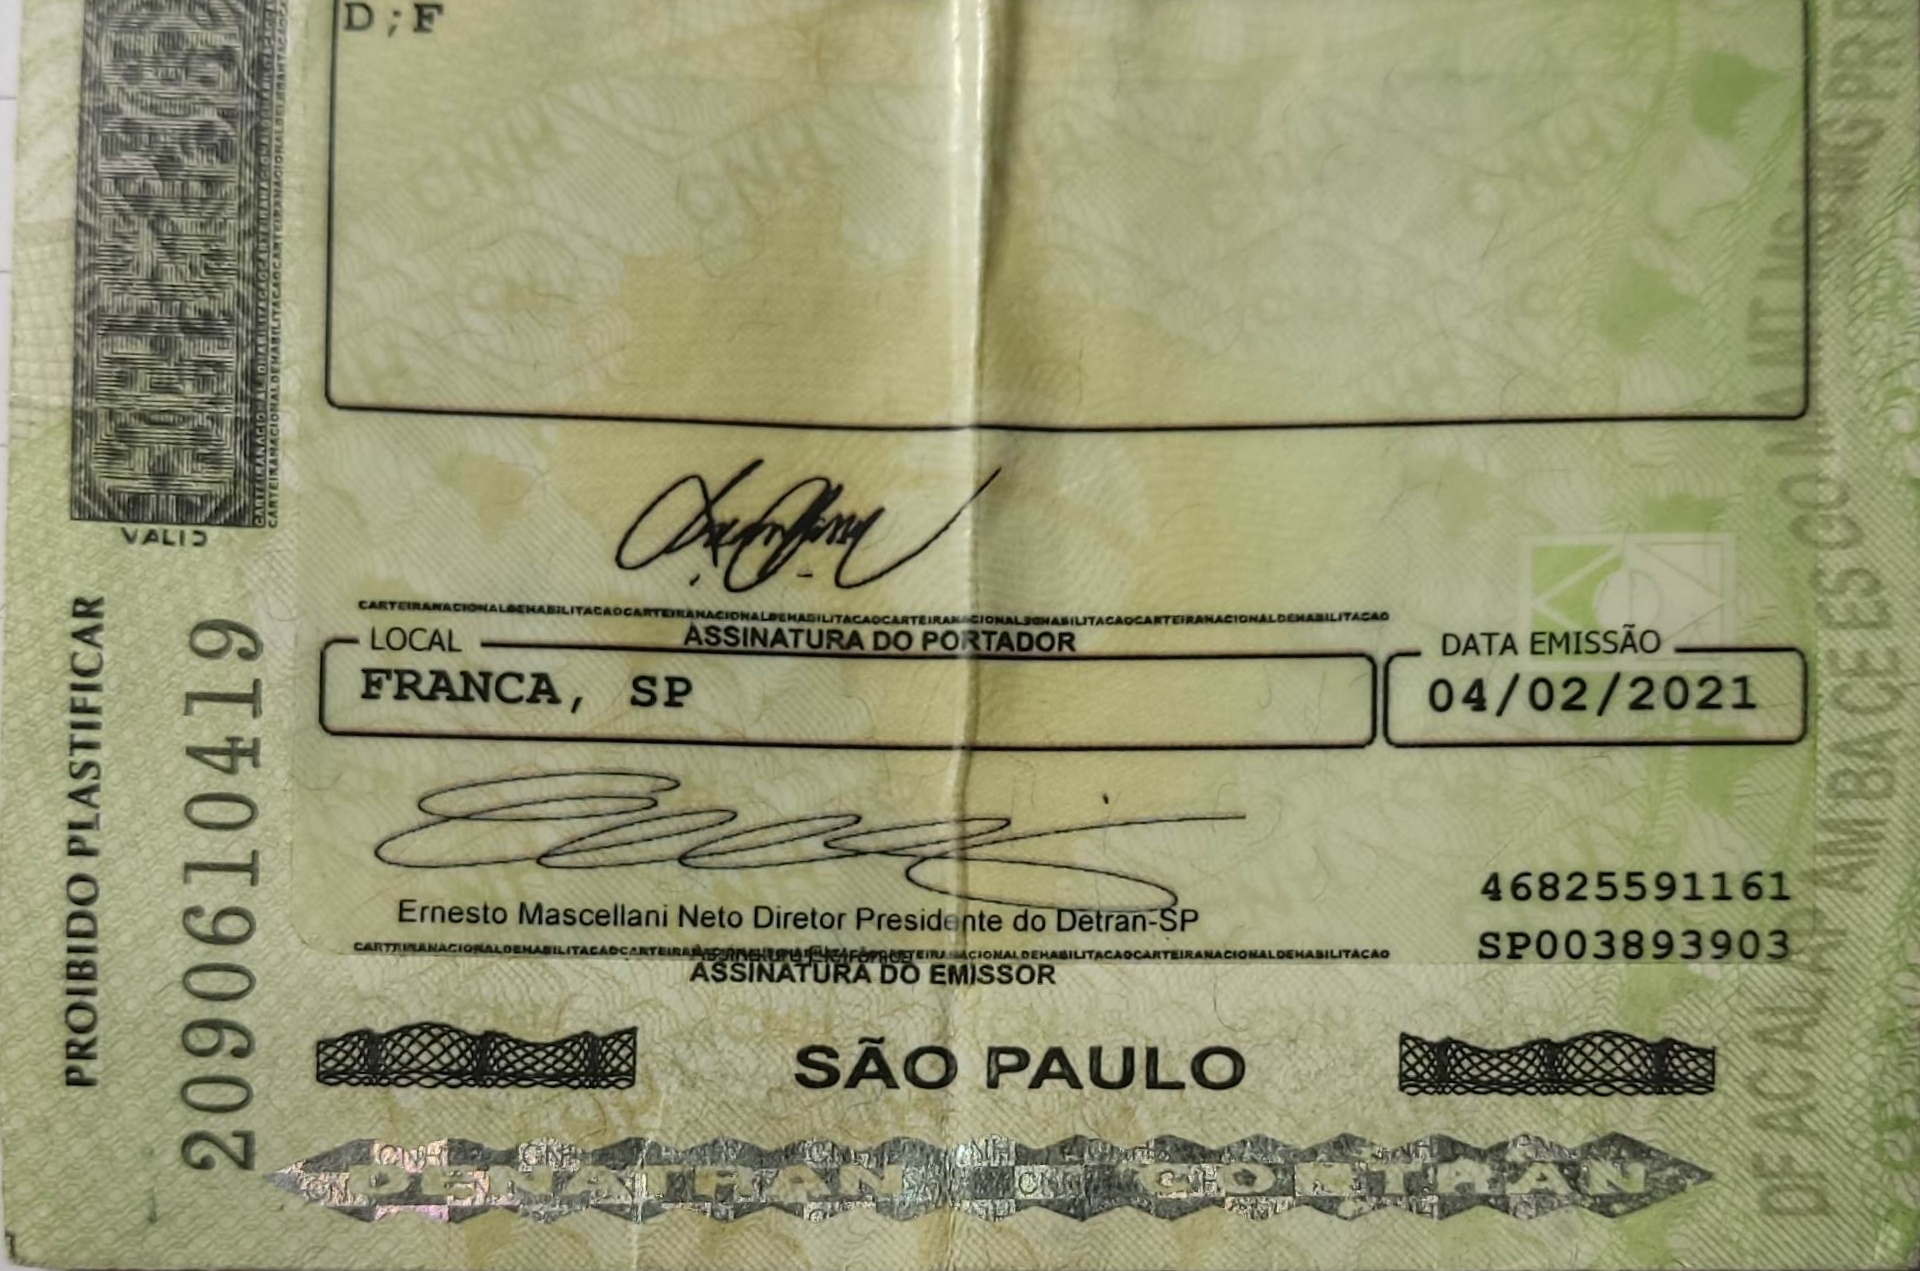 D;F
VALID
PROIBIDO PLASTIFICAR
2090610419
CARTEIRANACIONALDEHABILITACAOCARTEIRANACIONALDEHABILITACAOCARTEIRANACIONALDEHABILITACAO
ASSINATURA DO PORTADOR
LOCAL
FRANCA, SP
DATA EMISSÃO
04/02/2021
Ernesto Mascellani Neto Diretor Presidente do Detran-SP
46825591161
SP003893903
ASSINATURA DO EMISSOR
SÃO PAULO
DENATRAN CONTRAN